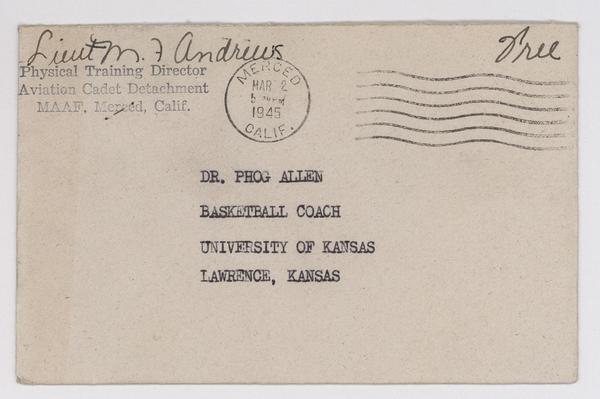 Lieut M. F Andrews
Free
Physical Training Director
Aviation Cadet Detachment
MAAF, Merced, Calif.
MERCED
MAR 2
PM
1945
CALIF.
DR. PHOG ALLEN
BASKETBALL COACH
UNIVERSITY OF KANSAS
LAWRENCE, KANSAS